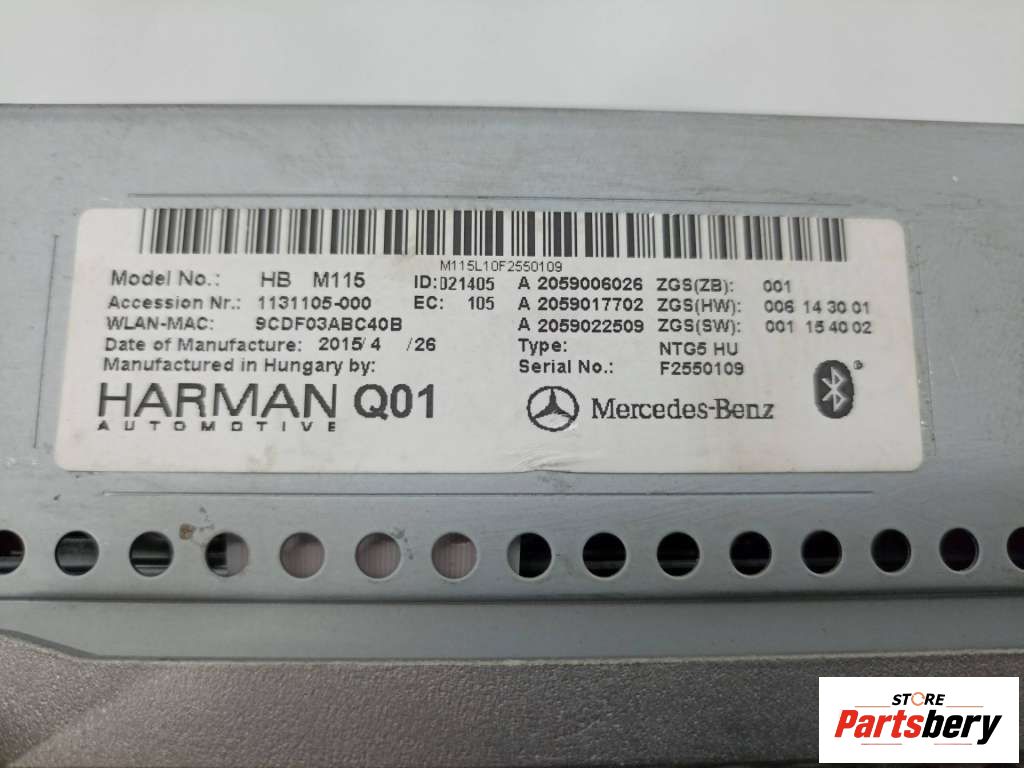 M115L10F2550109
Model No.: HB M115 ID:021405 A 2059006026 ZGS(ZB): 001
Accession Nr.: 1131105-000 EC: 105 A 2059017702 ZGS(HW): 006 14 30 01
WLAN-MAC: 9CDF03ABC40B A 2059022509 ZGS(SW): 001 15 40 02
Date of Manufacture: 2015/4 /26 Type: NTG5 HU
Manufactured in Hungary by: Serial No.: F2550109
HARMAN Q01 Mercedes-Benz
AUTOMOTIVE
STORE
Partsbery